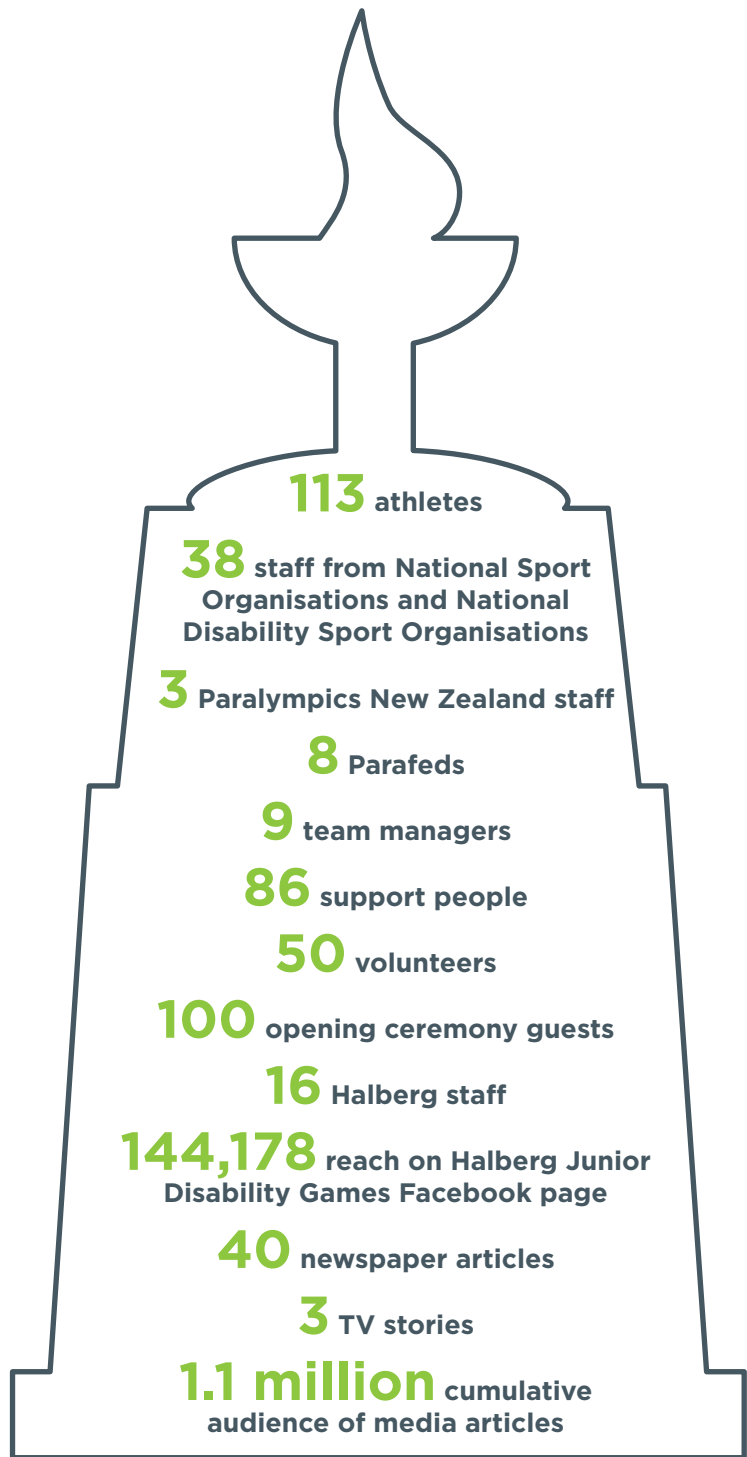 113 athletes
38 staff from National Sport
Organisations and National
Disability Sport Organisations
3 Paralympics New Zealand staff
8 Parafeds
9 team managers
86 support people
50 volunteers
100 opening ceremony guests
16 Halberg staff
144,178 reach on Halberg Junior
Disability Games Facebook page
40 newspaper articles
3 TV stories
1.1 million cumulative
audience of media articles